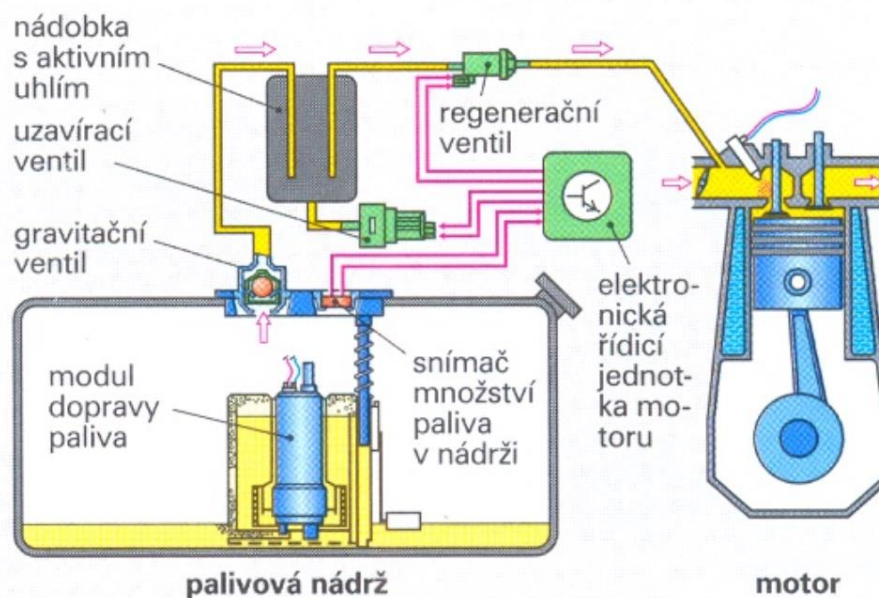 nádobka
s aktivním
uhlím
uzavírací
ventil
gravitační
ventil
regenerační
ventil
elektro-
nická
řídicí
jednot-
ka mo-
toru
modul
dopravy
paliva
snímač
množství
paliva
v nádrži
palivová nádrž
motor